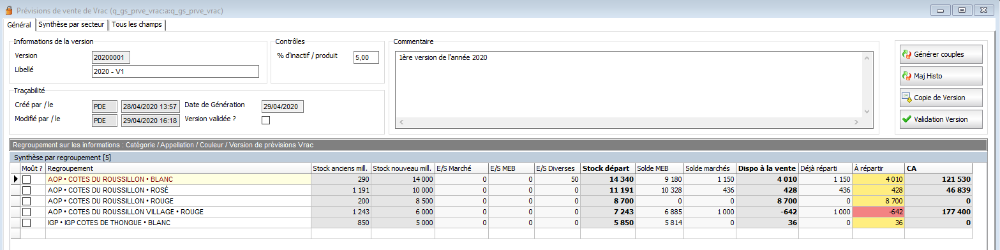 Prévisions de vente de Vrac (q_gs_prve_vrac:a:q_gs_prve_vrac)
Général Synthèse par secteur Tous les champs
Informations de la version
Version 20200001
Libellé 2020 - V1
Contrôles
% d'inactif / produit 5,00
Commentaire
1ère version de l'année 2020
Traçabilité
Créé par / le PDE 28/04/2020 13:57 Date de Génération 29/04/2020
Modifié par / le PDE 29/04/2020 16:18 Version validée ?
Générer couples
Maj Histo
Copie de Version
Validation Version
Regroupement sur les informations : Catégorie / Appellation / Couleur / Version de prévisions Vrac
Synthèse par regroupement [5]
Moût ? Regroupement Stock anciens mill. Stock nouveau mill. E/S Marché E/S MEB E/S Diverses Stock départ Solde MEB Solde marchés Dispo à la vente Déjà réparti À répartir CA
AOP • COTES DU ROUSSILLON • BLANC 290 14 000 0 0 50 14 340 9 180 1 150 4 010 1 150 4 010 121 530
AOP • COTES DU ROUSSILLON • ROSÉ 1 191 10 000 0 0 0 11 191 10 328 436 428 436 428 46 839
AOP • COTES DU ROUSSILLON • ROUGE 200 8 500 0 0 0 8 700 0 0 8 700 0 8 700 0
AOP • COTES DU ROUSSILLON VILLAGE • ROUGE 1 243 6 000 0 0 0 7 243 6 885 1 000 -642 1 000 -642 177 400
IGP • IGP COTES DE THONGUE • BLANC 850 5 000 0 0 0 5 850 5 814 0 36 0 36 0